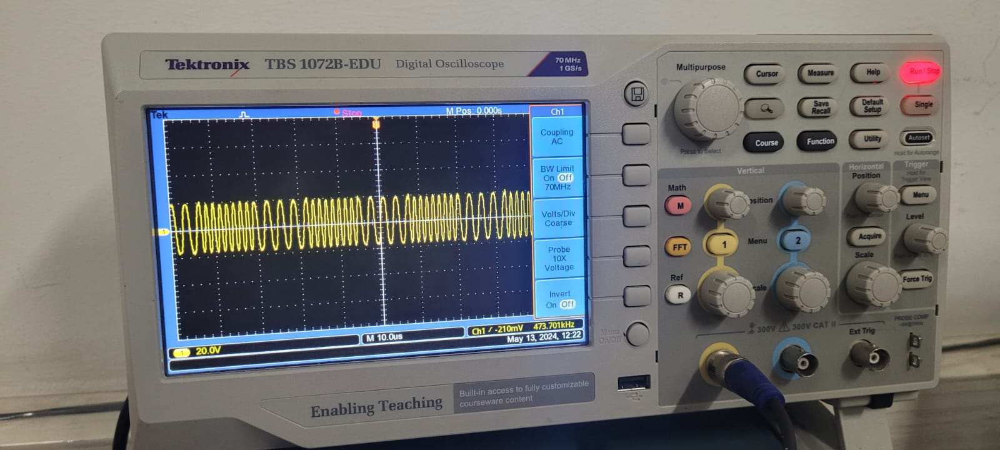 Tektronix TBS 1072B-EDU Digital Oscilloscope
70 MHz
1 GS/s
Tek
Stop
M Pos: 0.000s
Ch1
Coupling
AC
BW Limit
On Off
70MHz
Volts/Div
Coarse
Probe
10X
Voltage
Invert
On Off
1
1 20.0V
M 10.0us
Ch1 -210mV 473.701kHz
May 13, 2024, 12:22
Enabling Teaching
Built-in access to fully customizable
courseware content
Menu
On/Off
Multipurpose
Press to Select
Cursor
Measure
Help
Run / Stop
Save
Recall
Default
Setup
Single
Course
Function
Utility
Autoset
Hold for Autorange
Vertical
Horizontal
Position
Trigger
Hold for
Trigger View
Math
M
Position
Menu
Level
FFT
1
Menu
2
Acquire
Scale
Ref
R
Scale
Force Trig
300V 300V CAT II
Ext Trig
PROBE COMP